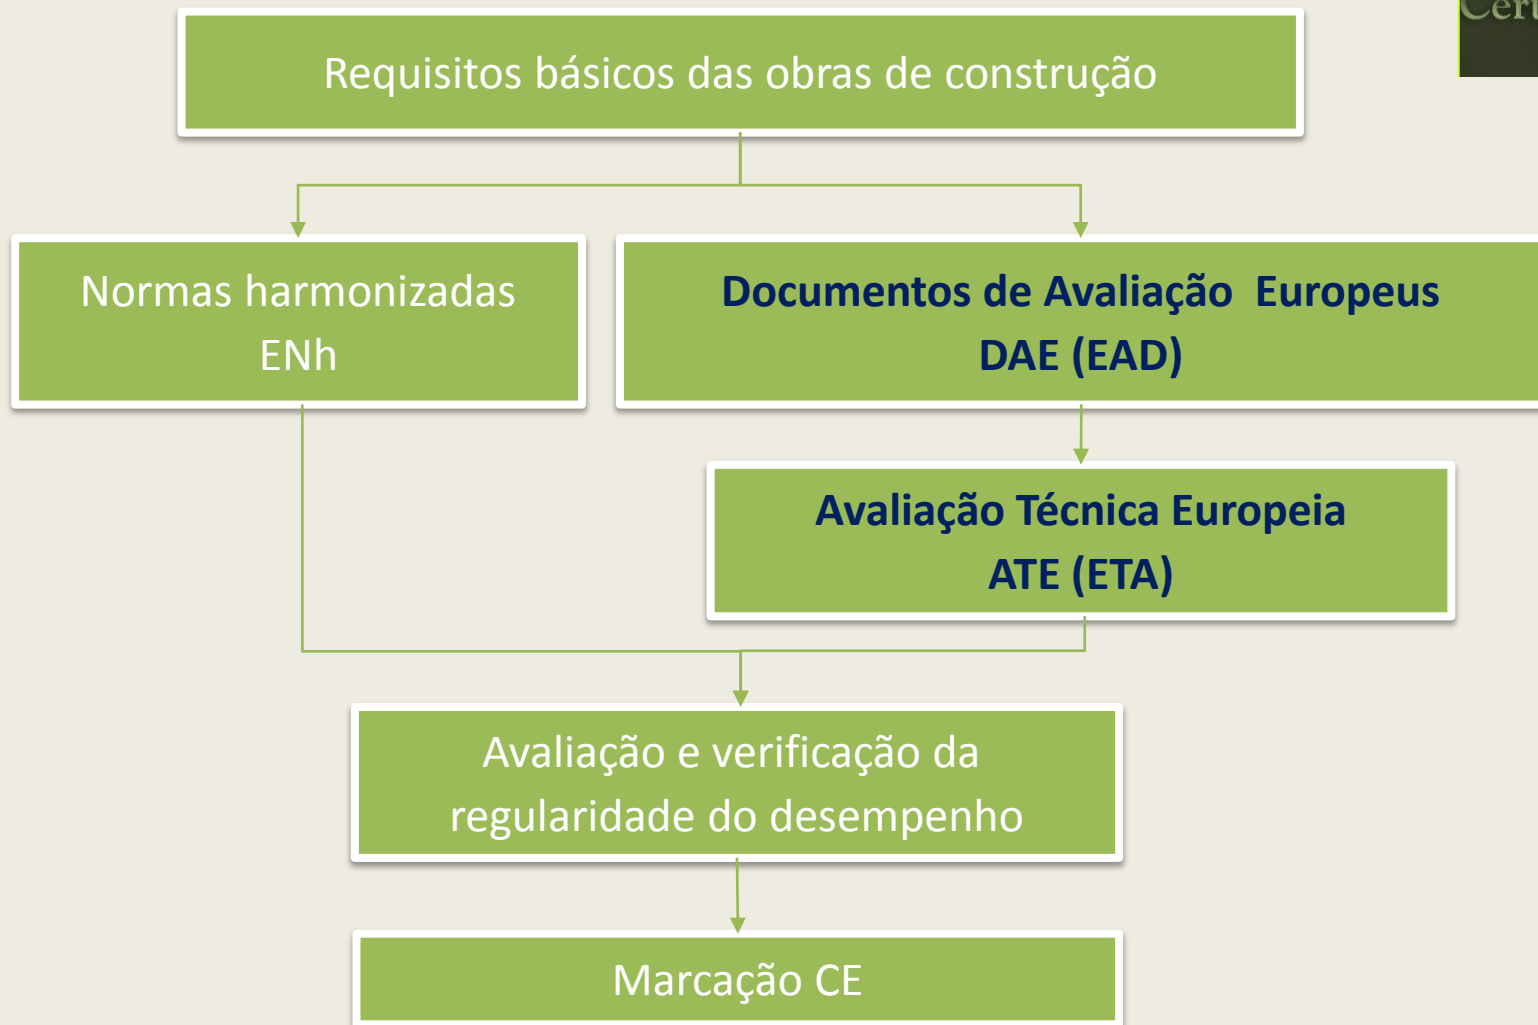 Requisitos básicos das obras de construção
Normas harmonizadas
ENh
Documentos de Avaliação Europeus
DAE (EAD)
Avaliação Técnica Europeia
ATE (ETA)
Avaliação e verificação da
regularidade do desempenho
Marcação CE